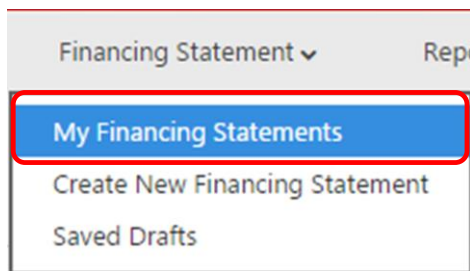 Financing Statement Repo
My Financing Statements
Create New Financing Statement
Saved Drafts